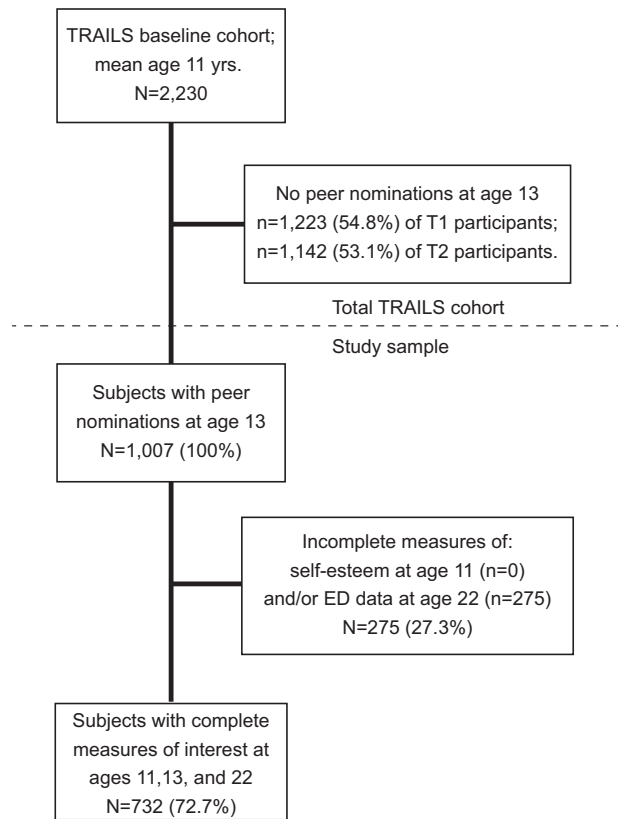 TRAILS baseline cohort;
mean age 11 yrs.
N=2,230
No peer nominations at age 13
n=1,223 (54.8%) of T1 participants;
n=1,142 (53.1%) of T2 participants.
Total TRAILS cohort
Study sample
Subjects with peer
nominations at age 13
N=1,007 (100%)
Incomplete measures of:
self-esteem at age 11 (n=0)
and/or ED data at age 22 (n=275)
N=275 (27.3%)
Subjects with complete
measures of interest at
ages 11,13, and 22
N=732 (72.7%)